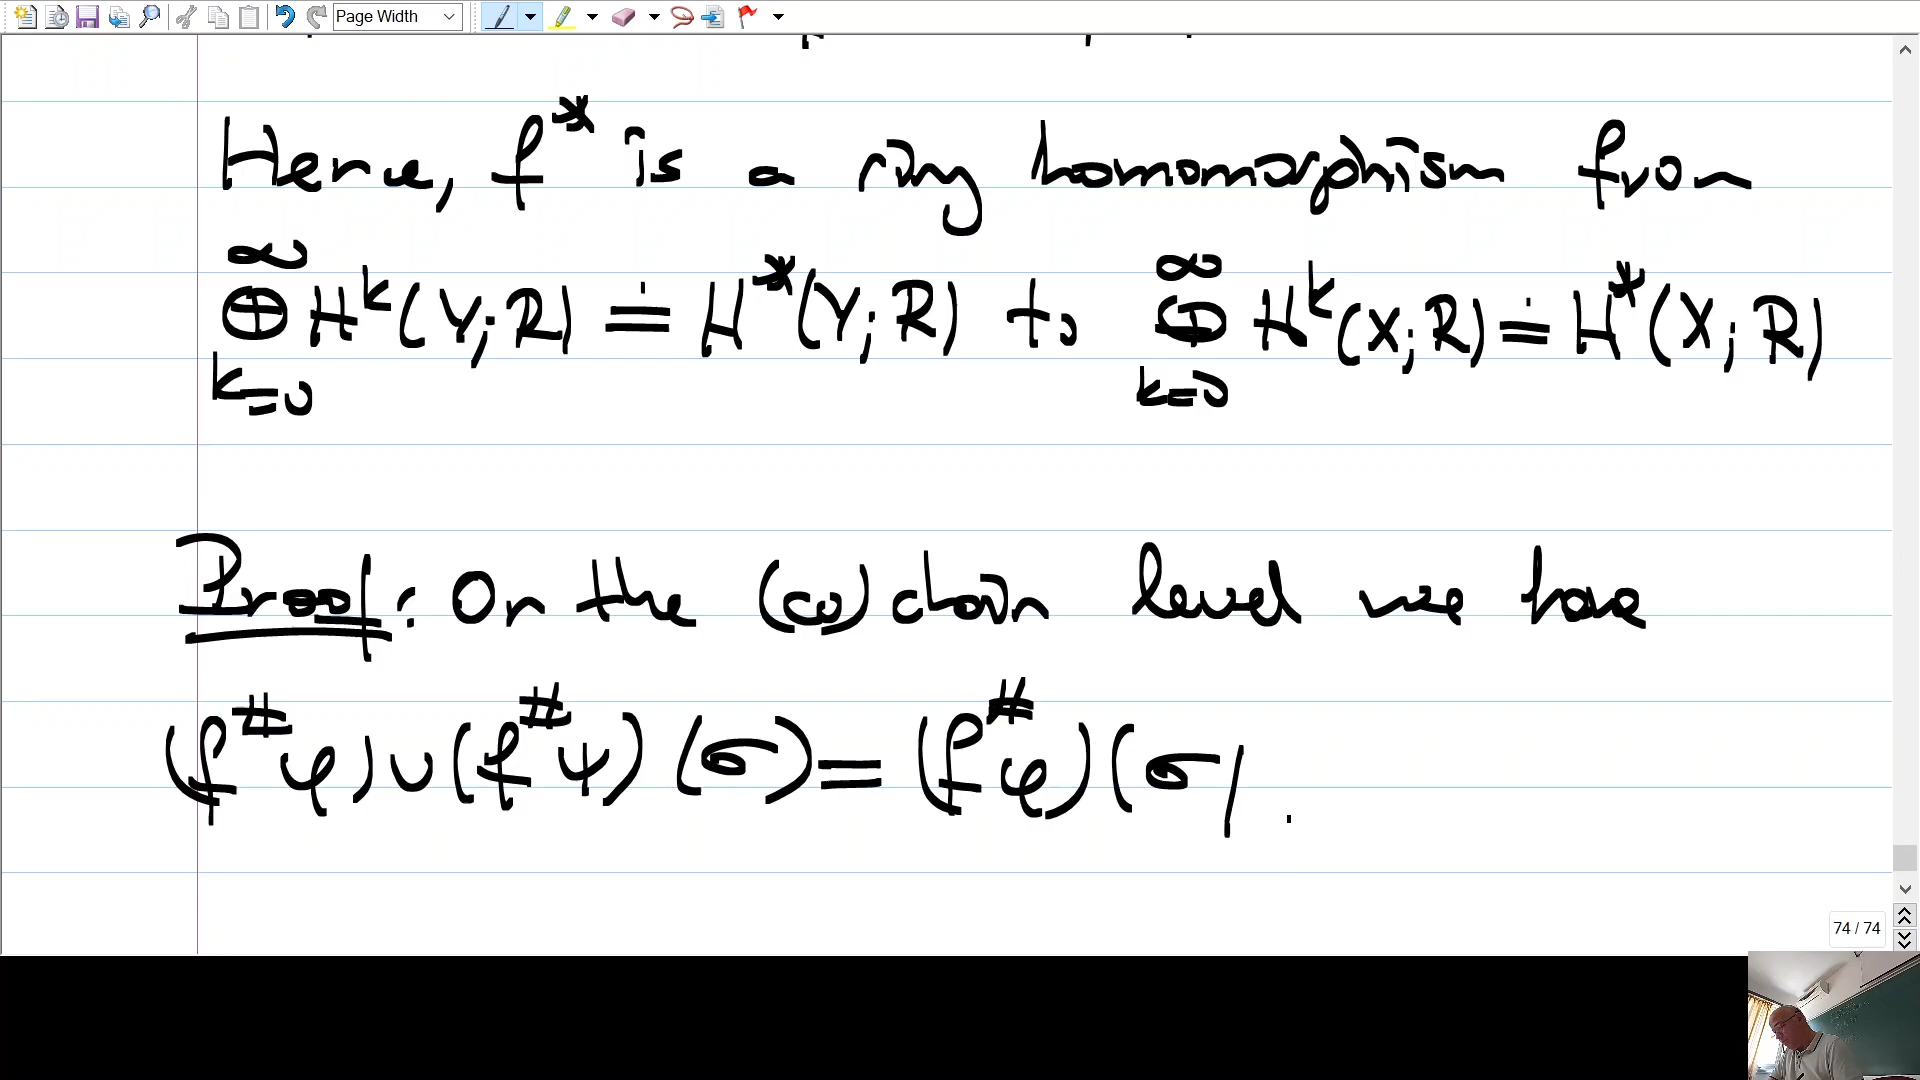 Page Width
Hence, f* is a ring homomorphism from
∞ ⊕ k=0 H^k(Y;R) ≐ H*(Y;R) to ∞ ⊕ k=0 H^k(X;R) ≐ H*(X;R)
Proof: On the (co)chain level we have
(f^#φ)∪(f^#ψ)(σ)=(f^#φ)(σ|
74 / 74